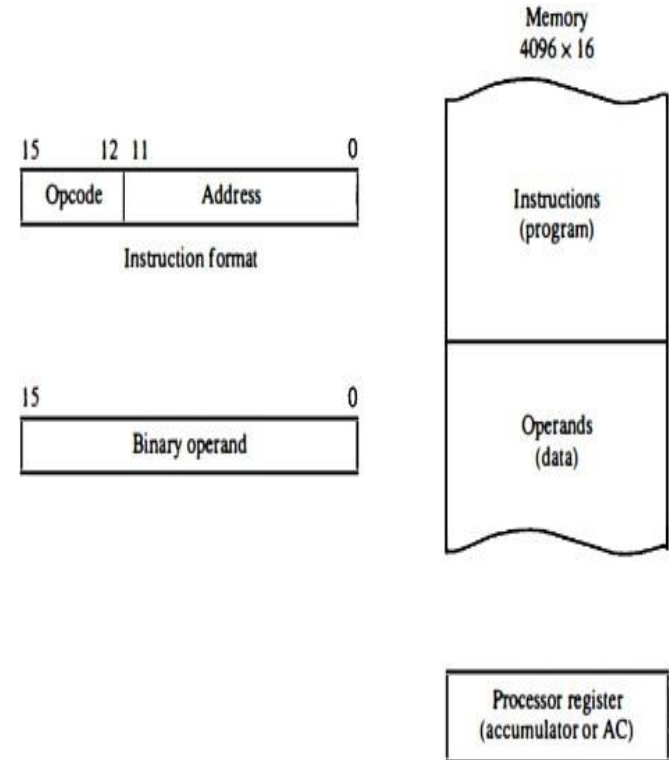 Memory
4096 × 16
15 12 11 0
Opcode Address
Instruction format
Instructions
(program)
15 0
Binary operand
Operands
(data)
Processor register
(accumulator or AC)